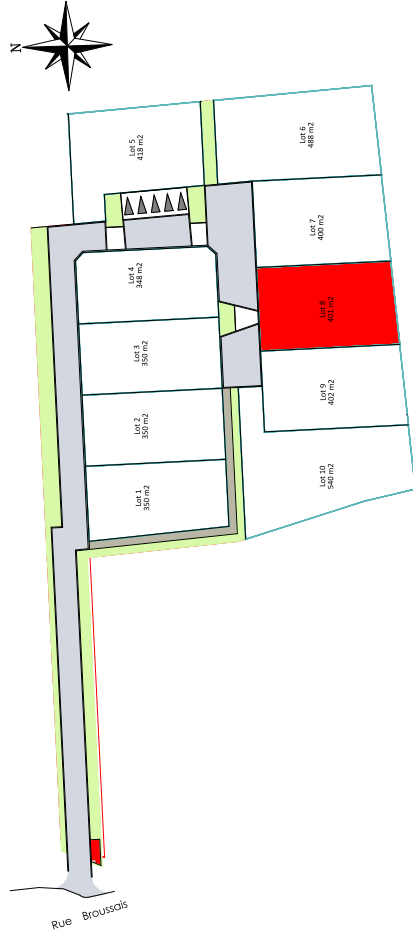 N
Lot 5
418 m2
Lot 6
488 m2
Lot 7
400 m2
Lot 4
348 m2
Lot 8
401 m2
Lot 3
350 m2
Lot 9
402 m2
Lot 2
350 m2
Lot 10
540 m2
Lot 1
350 m2
Rue Broussais